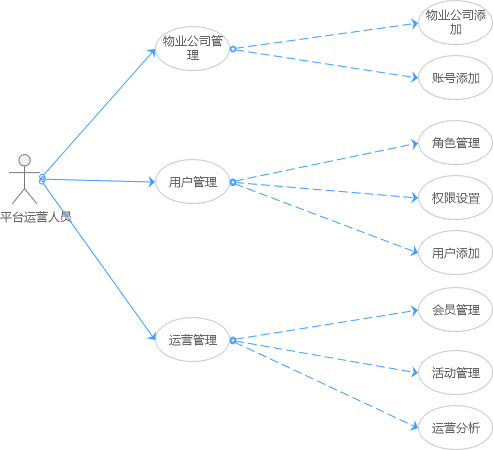 物业公司添
加
物业公司管
理
账号添加
角色管理
用户管理
权限设置
平台运营人员
用户添加
会员管理
运营管理
活动管理
运营分析